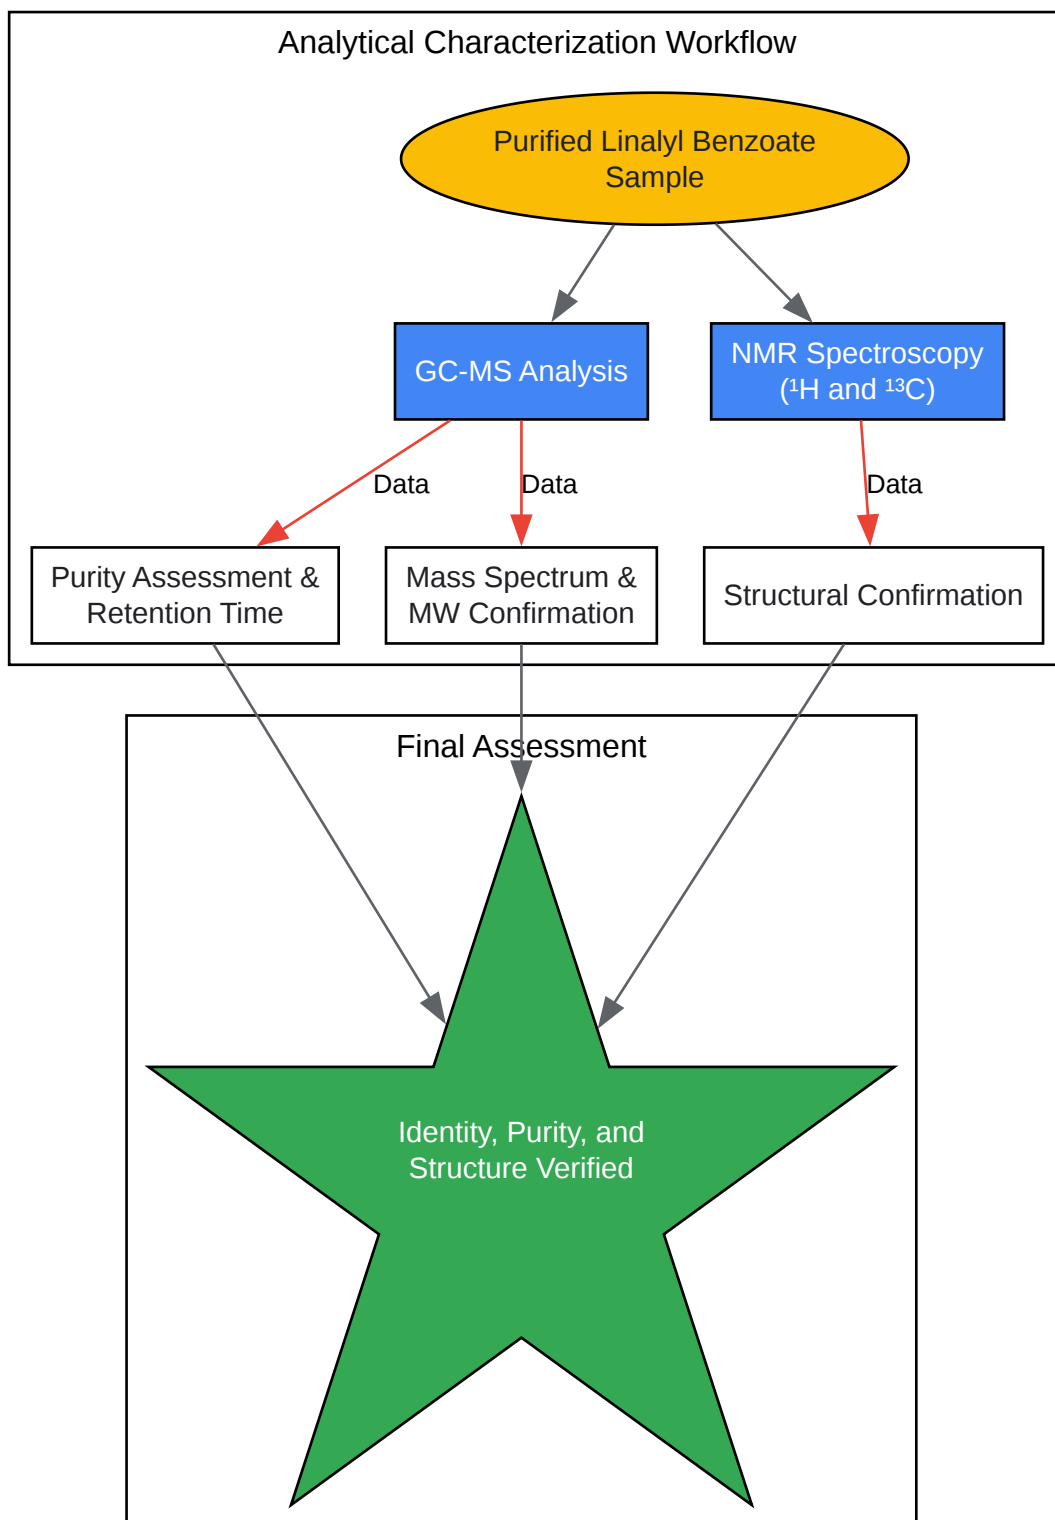 Analytical Characterization Workflow
Purified Linalyl Benzoate
Sample
GC-MS Analysis
NMR Spectroscopy
(¹H and ¹³C)
Data
Data
Data
Purity Assessment &
Retention Time
Mass Spectrum &
MW Confirmation
Structural Confirmation
Final Assessment
Identity, Purity, and
Structure Verified